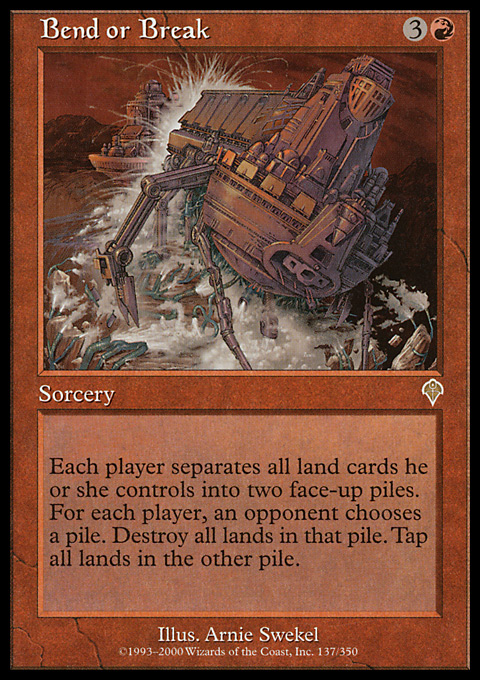 Bend or Break 3
Sorcery
Each player separates all land cards he
or she controls into two face-up piles.
For each player, an opponent chooses
a pile. Destroy all lands in that pile. Tap
all lands in the other pile.
Illus. Arnie Swekel
©1993–2000 Wizards of the Coast, Inc. 137/350